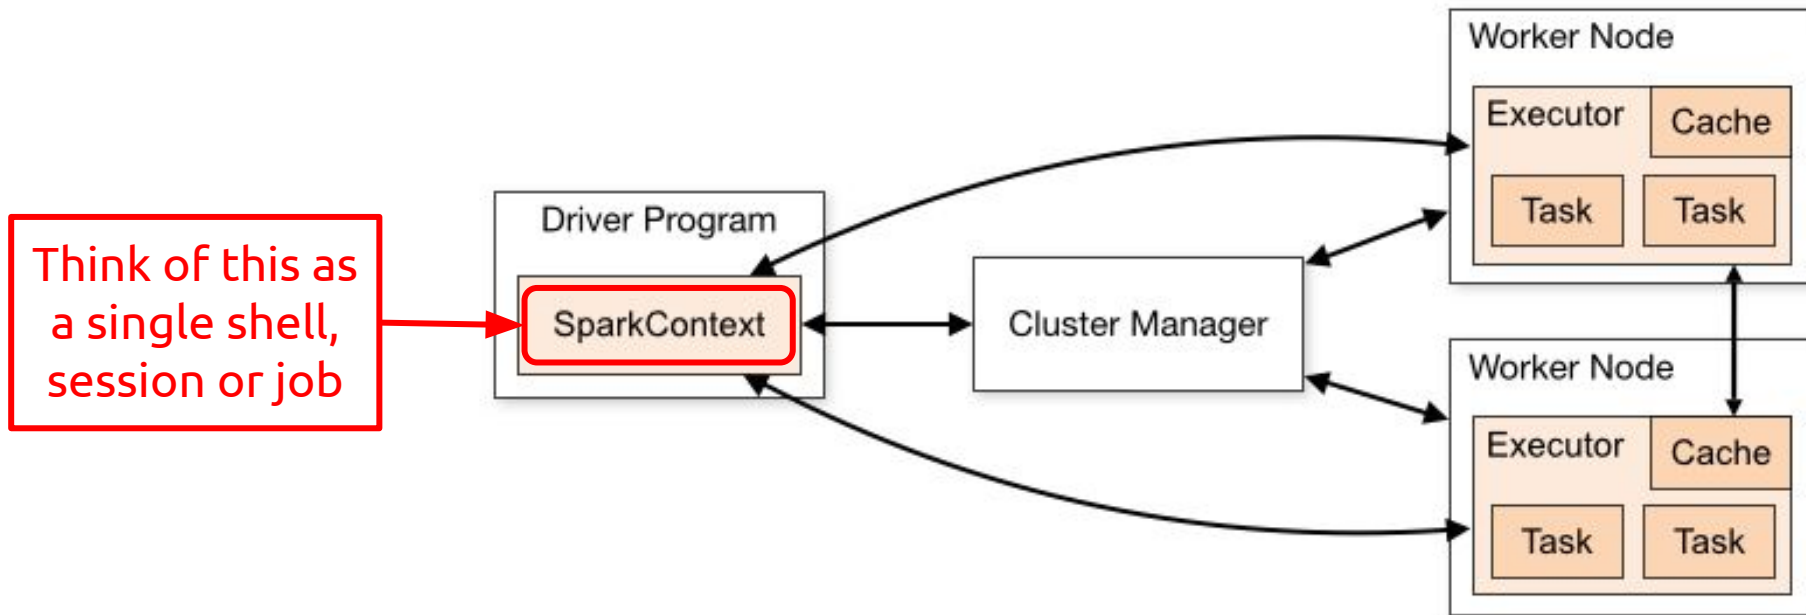 Think of this as
a single shell,
session or job
Driver Program
SparkContext
Cluster Manager
Worker Node
Executor
Cache
Task
Task
Worker Node
Executor
Cache
Task
Task